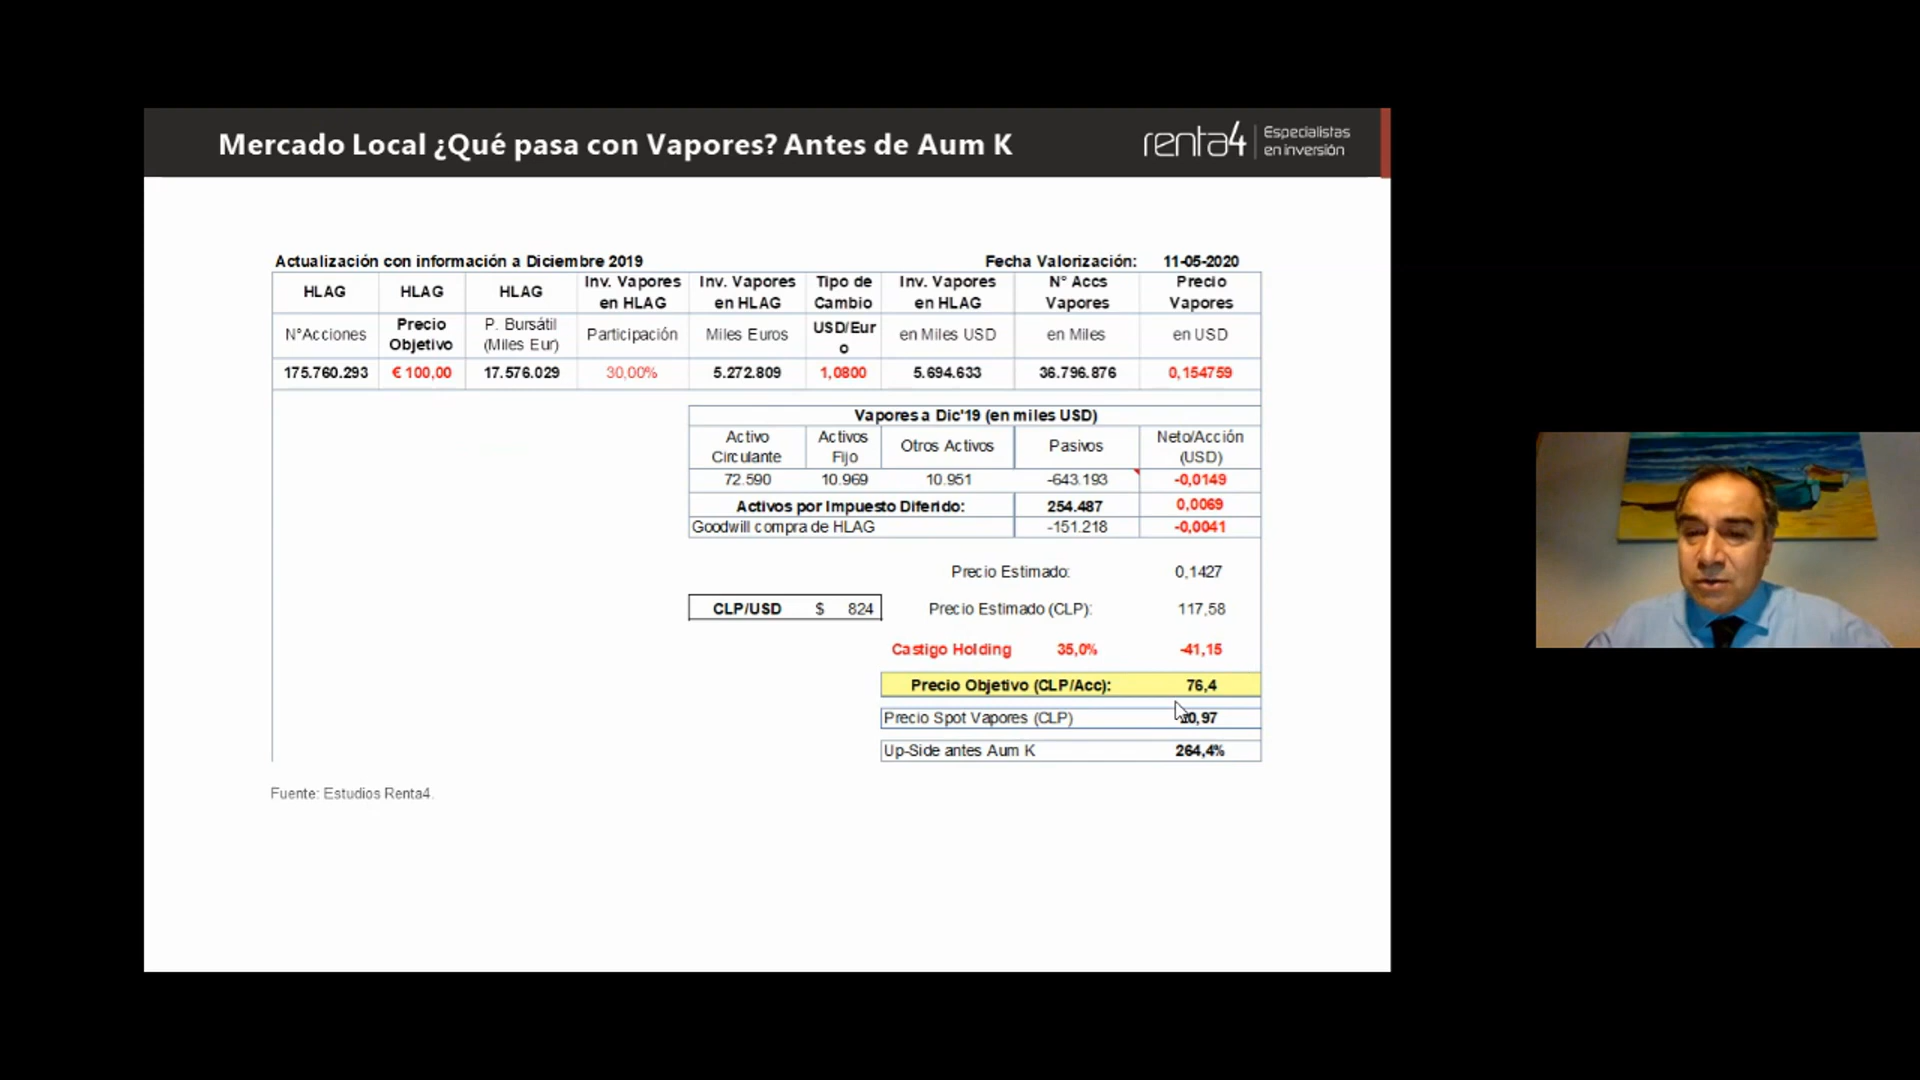 Mercado Local ¿Qué pasa con Vapores? Antes de Aum K
renta4 Especialistas en inversión
Actualización con información a Diciembre 2019 Fecha Valorización: 11-05-2020
HLAG HLAG HLAG Inv. Vapores en HLAG Inv. Vapores en HLAG Tipo de Cambio Inv. Vapores en HLAG N° Accs Vapores Precio Vapores
N°Acciones Precio Objetivo P. Bursátil (Miles Eur) Participación Miles Euros USD/Euro en Miles USD en Miles en USD
175.760.293 € 100,00 17.576.029 30,00% 5.272.809 1,0800 5.694.633 36.796.876 0,154759
Vapores a Dic'19 (en miles USD)
Activo Circulante Activos Fijo Otros Activos Pasivos Neto/Acción (USD)
72.590 10.969 10.951 -643.193 -0,0149
Activos por Impuesto Diferido: 254.487 0,0069
Goodwill compra de HLAG -151.218 -0,0041
Precio Estimado: 0,1427
CLP/USD $ 824 Precio Estimado (CLP): 117,58
Castigo Holding 35,0% -41,15
Precio Objetivo (CLP/Acc): 76,4
Precio Spot Vapores (CLP)
Up-Side antes Aum K 264,4%
Fuente: Estudios Renta4.